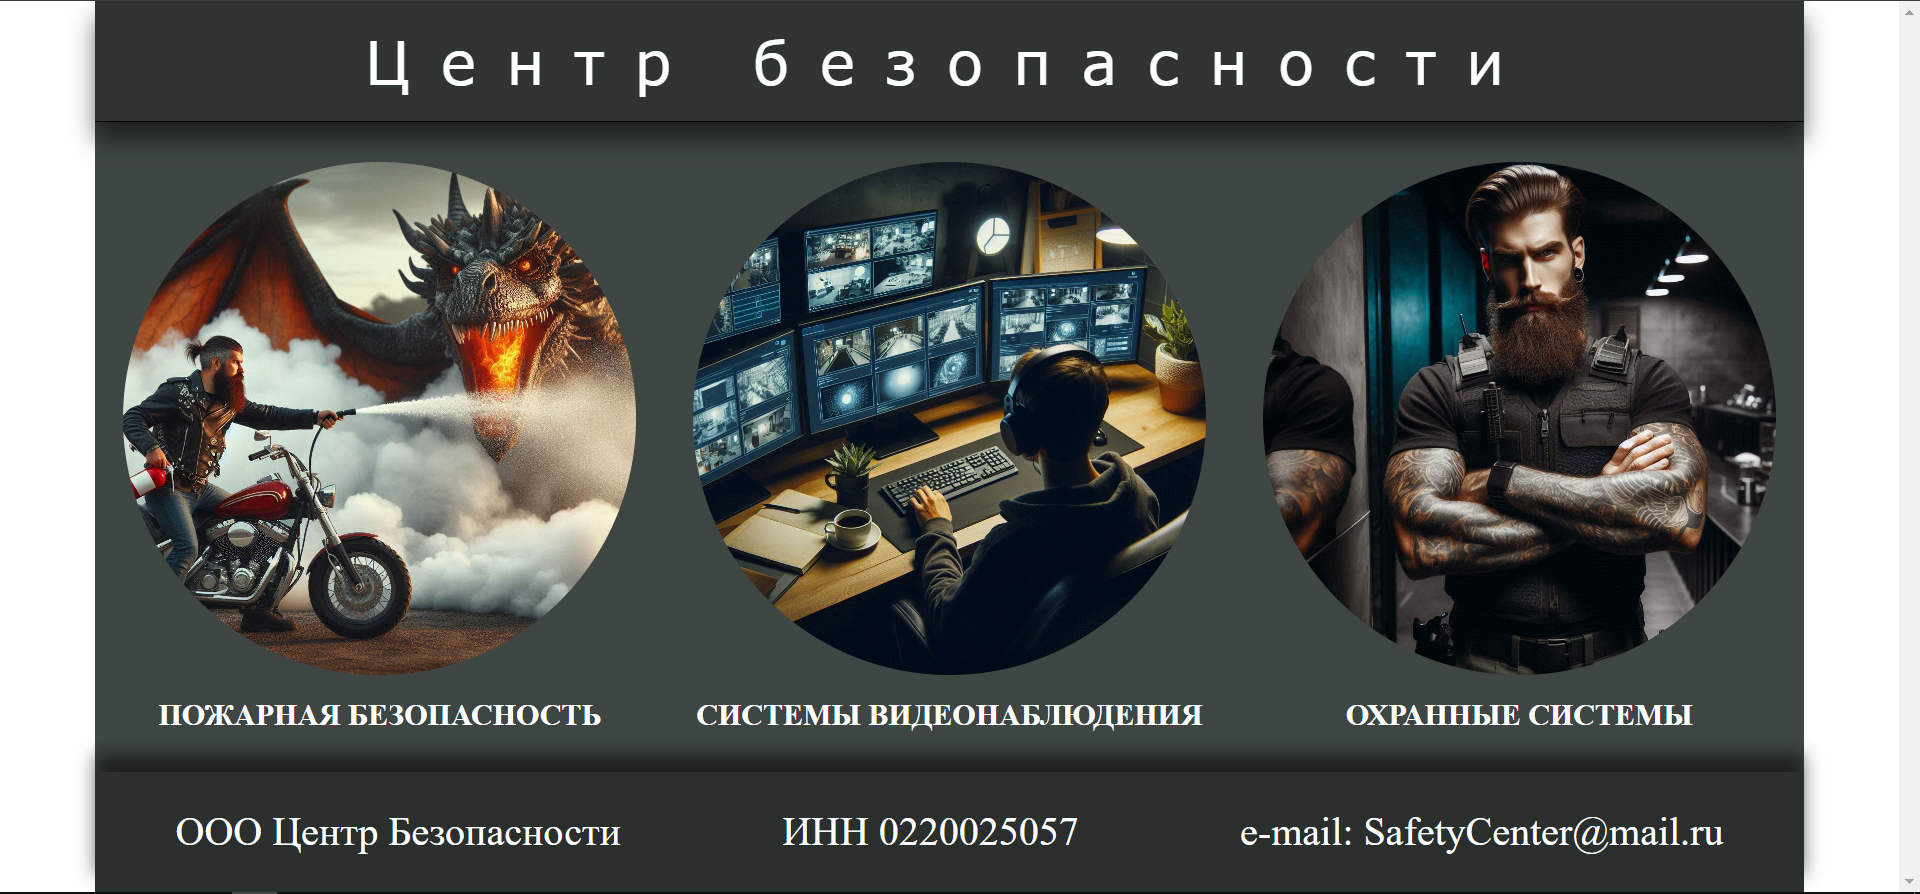 Центр безопасности
ПОЖАРНАЯ БЕЗОПАСНОСТЬ
СИСТЕМЫ ВИДЕОНАБЛЮДЕНИЯ
ОХРАННЫЕ СИСТЕМЫ
ООО Центр Безопасности
ИНН 0220025057
e-mail: SafetyCenter@mail.ru